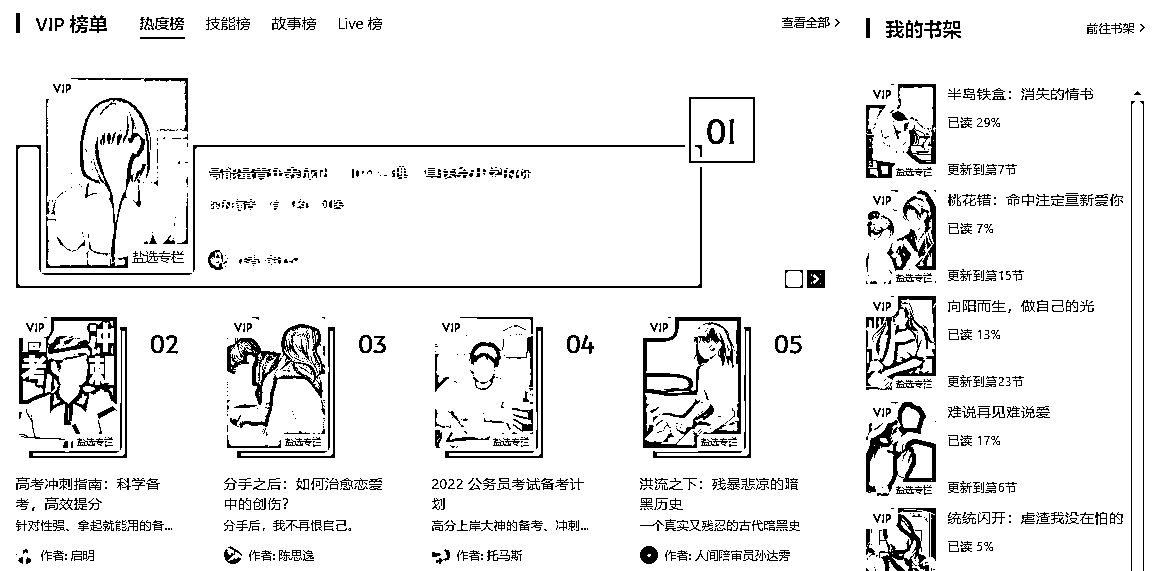 VIP 榜单 热度榜 技能榜 故事榜 Live 榜 查看全部
VIP
盐选专栏
01
VIP
盐选专栏
02
高考冲刺指南：科学备
考，高效提分
针对性强、拿起就能用的备...
作者: 启明
VIP
盐选专栏
03
分手之后：如何治愈恋爱
中的创伤？
分手后，我不再恨自己。
作者: 陈思逸
VIP
盐选专栏
04
2022 公务员考试备考计
划
高分上岸大神的备考、冲刺...
作者: 托马斯
VIP
盐选专栏
05
洪流之下：残暴悲凉的暗
黑历史
一个真实又残忍的古代暗黑史
作者: 人间陪审员孙达秀
我的书架 前往书架
VIP
盐选专栏
半岛铁盒：消失的情书
已读 29%
更新到第7节
VIP
盐选专栏
桃花错：命中注定重新爱你
已读 7%
更新到第15节
VIP
盐选专栏
向阳而生，做自己的光
已读 13%
更新到第23节
VIP
盐选专栏
难说再见难说爱
已读 17%
更新到第6节
VIP
统统闪开：虐渣我没在怕的
已读 5%